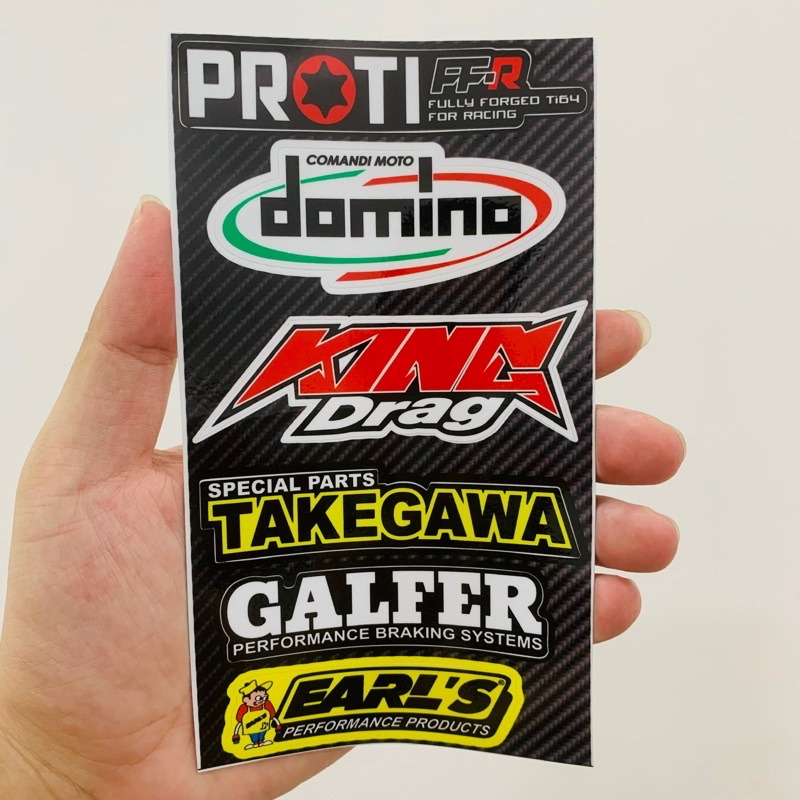 PROTI FF-R
FULLY FORGED Ti64
FOR RACING
COMANDI MOTO
domino
KING
Drag
SPECIAL PARTS
TAKEGAWA
GALFER
PERFORMANCE BRAKING SYSTEMS
EARL'S®
PERFORMANCE PRODUCTS